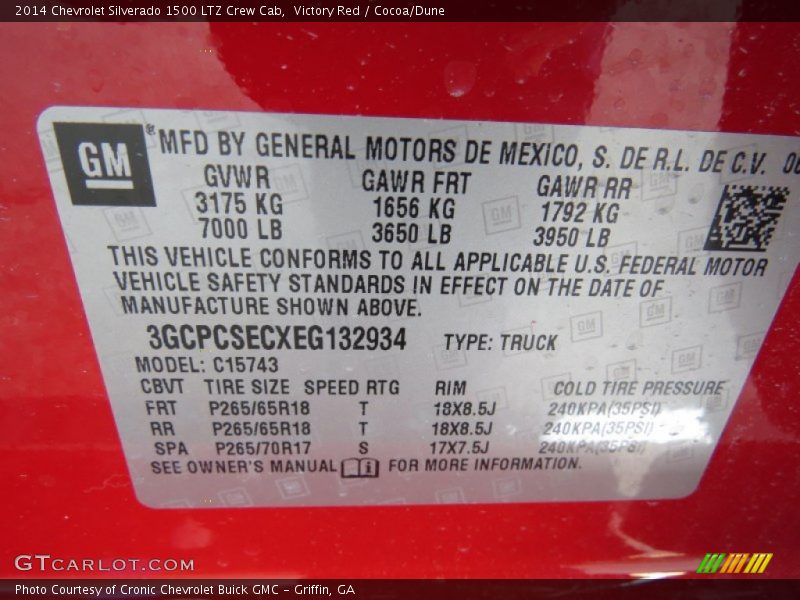 2014 Chevrolet Silverado 1500 LTZ Crew Cab,  Victory Red / Cocoa/Dune
GM ® MFD BY GENERAL MOTORS DE MEXICO, S. DE R.L. DE C.V.
GVWR GAWR FRT GAWR RR
3175 KG 1656 KG 1792 KG
7000 LB 3650 LB 3950 LB
THIS VEHICLE CONFORMS TO ALL APPLICABLE U.S. FEDERAL MOTOR
VEHICLE SAFETY STANDARDS IN EFFECT ON THE DATE OF
MANUFACTURE SHOWN ABOVE.
3GCPCSECXEG132934 TYPE: TRUCK
MODEL: C15743
CBVT TIRE SIZE SPEED RTG RIM COLD TIRE PRESSURE
FRT P265/65R18 T 18X8.5J 240KPA(35PSI)
RR P265/65R18 T 18X8.5J 240KPA(35PSI)
SPA P265/70R17 S 17X7.5J 240KPA(35PSI)
SEE OWNER'S MANUAL FOR MORE INFORMATION.
GTCARLOT.COM
Photo Courtesy of Cronic Chevrolet Buick GMC – Griffin, GA